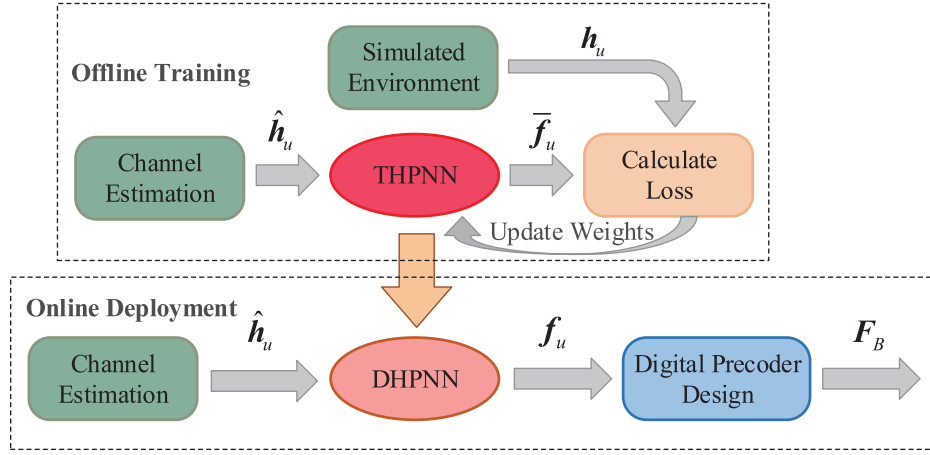 Offline Training
Simulated
Environment
h_u
ĥ_u
f̅_u
Channel
Estimation
THPNN
Calculate
Loss
Update Weights
Online Deployment
ĥ_u
f_u
F_B
Channel
Estimation
DHPNN
Digital Precoder
Design